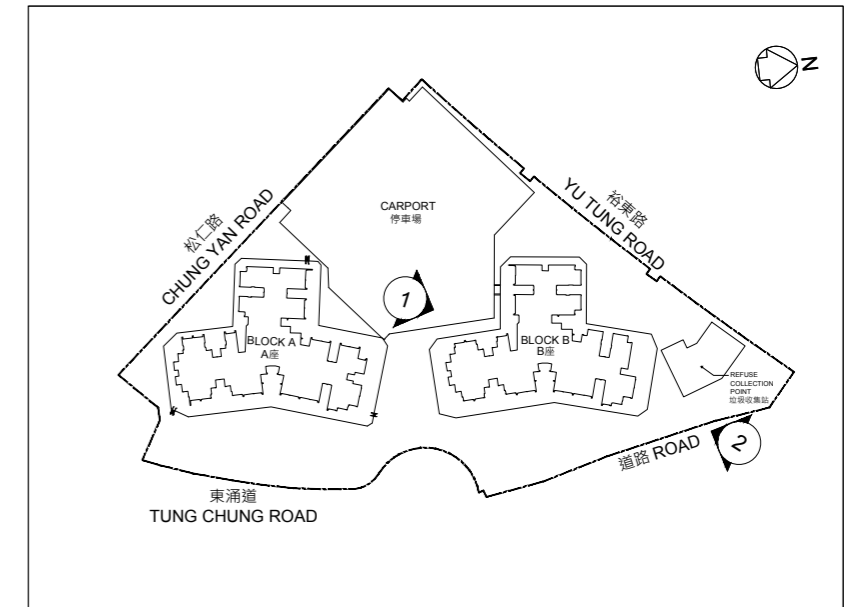 N
松仁路
CHUNG YAN ROAD
裕東路
YU TUNG ROAD
CARPORT
停車場
1
BLOCK A
A座
BLOCK B
B座
REFUSE
COLLECTION
POINT
垃圾收集站
道路 ROAD
2
東涌道
TUNG CHUNG ROAD